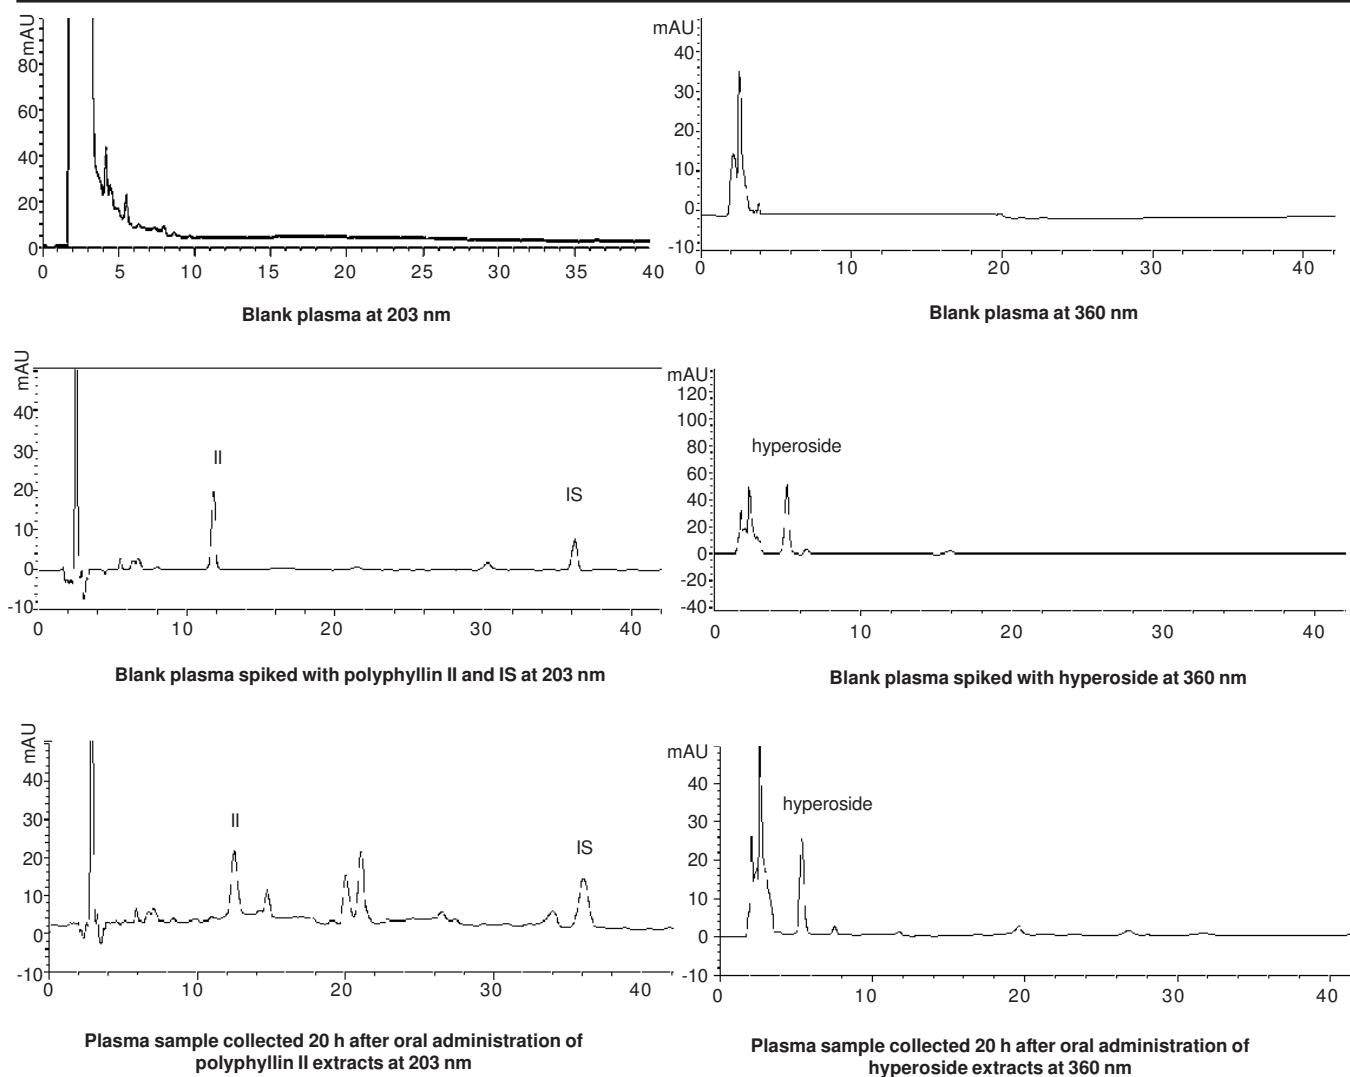 mAU
80
60
40
20
0
0 5 10 15 20 25 30 35 40
Blank plasma at 203 nm
mAU
40
30
20
10
0
-10
0 10 20 30 40
Blank plasma at 360 nm
mAU
40
30
20
10
0
-10
II
IS
0 10 20 30 40
Blank plasma spiked with polyphyllin II and IS at 203 nm
mAU
120
100
80
60
40
20
0
-20
-40
hyperoside
0 10 20 30 40
Blank plasma spiked with hyperoside at 360 nm
mAU
40
30
20
10
0
-10
II
IS
0 10 20 30 40
Plasma sample collected 20 h after oral administration of
polyphyllin II extracts at 203 nm
mAU
40
30
20
10
0
-10
hyperoside
0 10 20 30 40
Plasma sample collected 20 h after oral administration of
hyperoside extracts at 360 nm